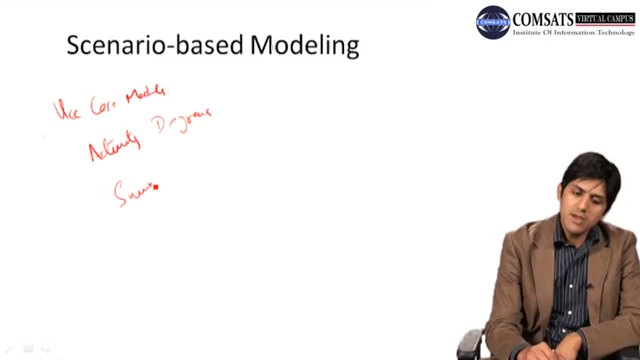 COMSATS VIRTUAL CAMPUS
Institute Of Information Technology
Scenario-based Modeling
Use Case Models
Activity Diagrams